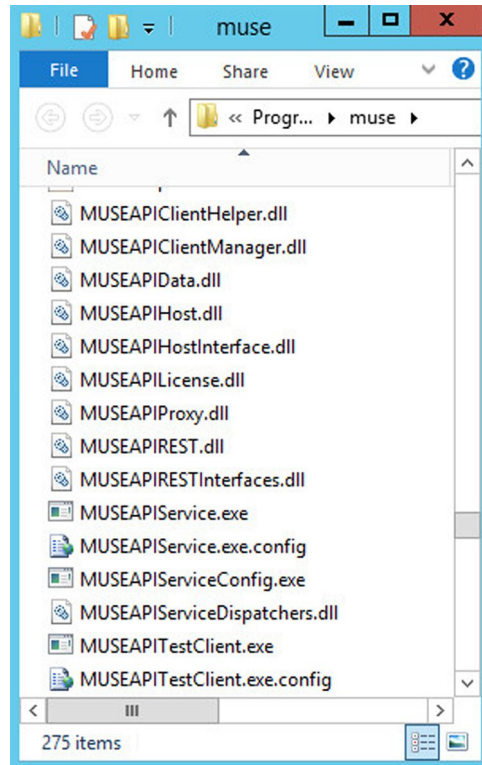 muse
File Home Share View
« Progr... muse
Name
MUSEAPIClientHelper.dll
MUSEAPIClientManager.dll
MUSEAPIData.dll
MUSEAPIHost.dll
MUSEAPIHostInterface.dll
MUSEAPILicense.dll
MUSEAPIProxy.dll
MUSEAPIREST.dll
MUSEAPIRESTInterfaces.dll
MUSEAPIService.exe
MUSEAPIService.exe.config
MUSEAPIServiceConfig.exe
MUSEAPIServiceDispatchers.dll
MUSEAPITestClient.exe
MUSEAPITestClient.exe.config
275 items